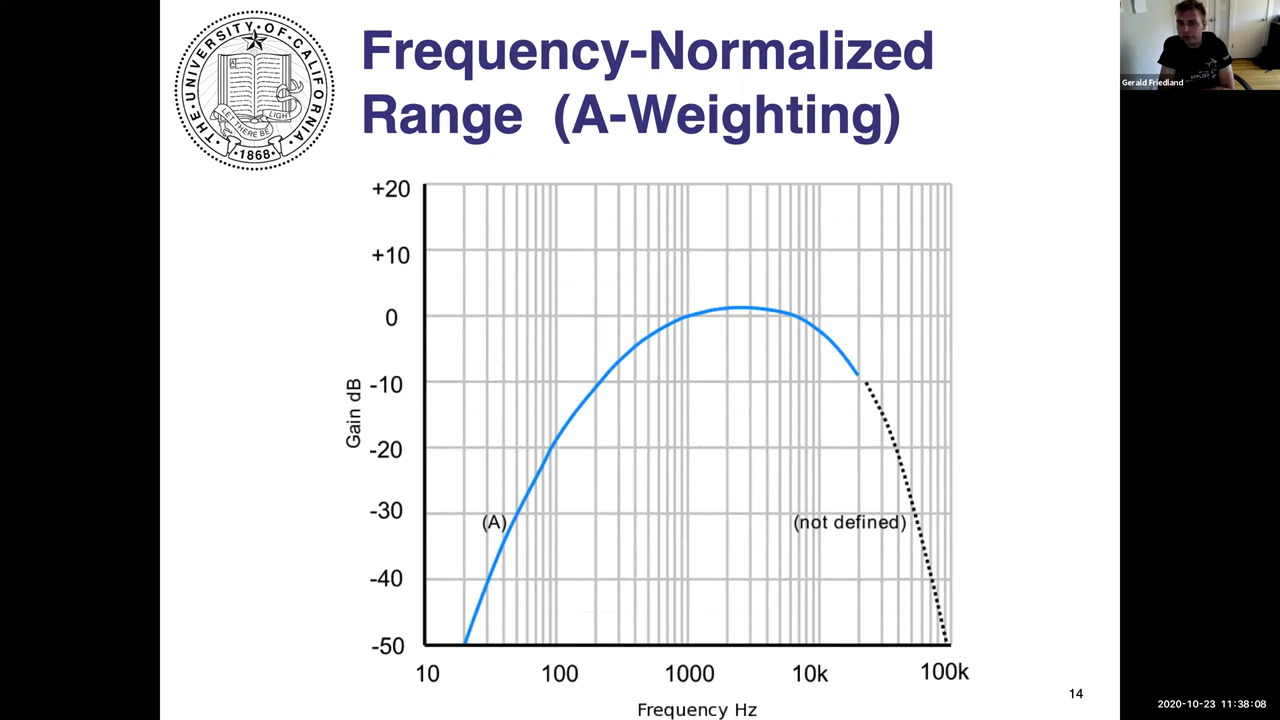 THE·UNIVERSITY·OF·CALIFORNIA·
A
LET THERE BE LIGHT
·1868·
Frequency-Normalized
Range (A-Weighting)
Gerald Friedland
+20
+10
0
-10
-20
-30
-40
-50
Gain dB
(A)
(not defined)
10 100 1000 10k 100k
Frequency Hz
14
2020-10-23 11:38:08